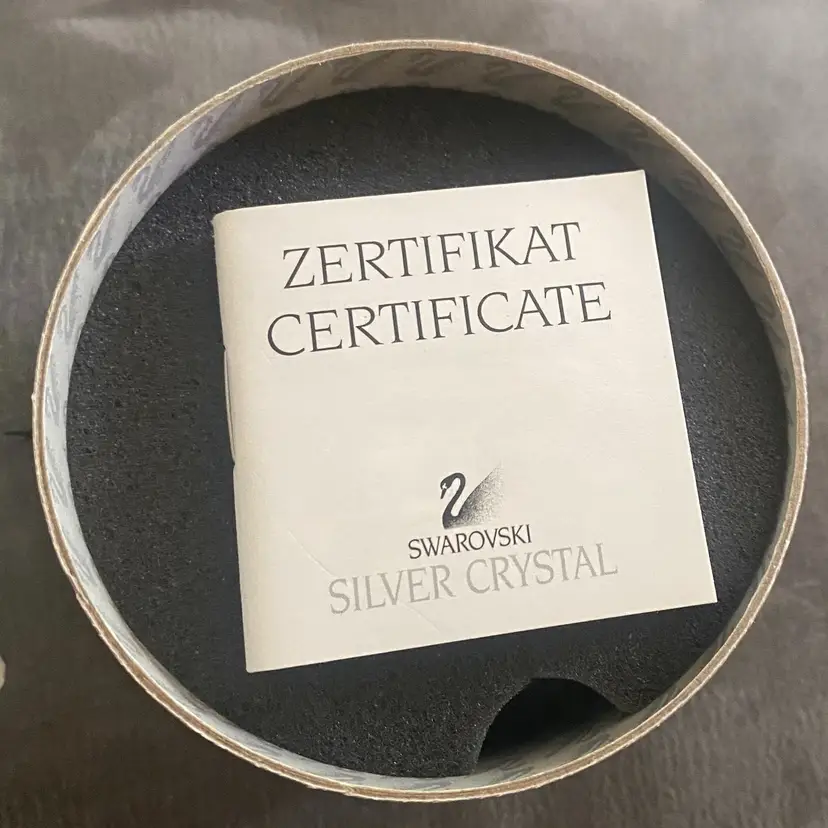 ZERTIFIKAT
CERTIFICATE
SWAROVSKI
SILVER CRYSTAL